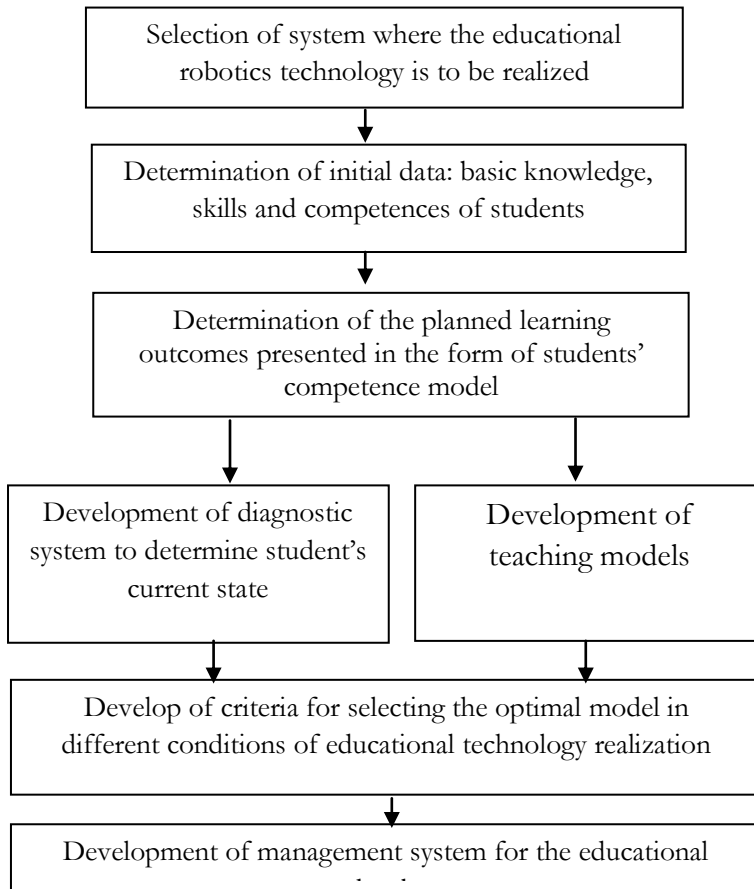 Selection of system where the educational
robotics technology is to be realized
Determination of initial data: basic knowledge,
skills and competences of students
Determination of the planned learning
outcomes presented in the form of students’
competence model
Development of diagnostic
system to determine student’s
current state
Development of
teaching models
Develop of criteria for selecting the optimal model in
different conditions of educational technology realization
Development of management system for the educational